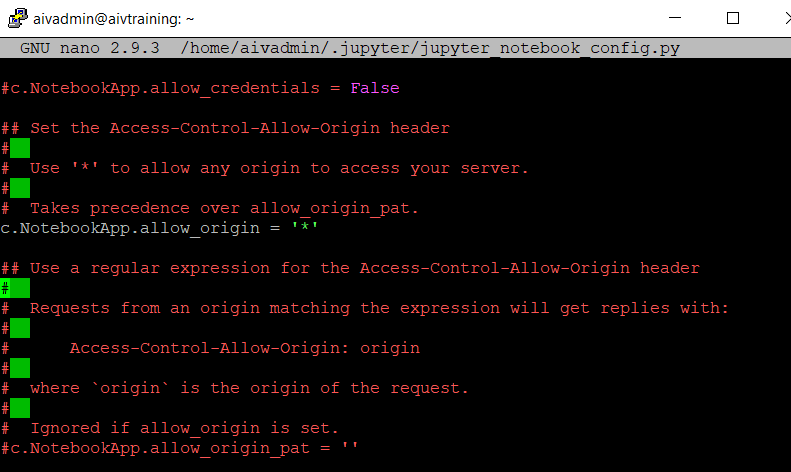 aivadmin@aivtraining: ~
GNU nano 2.9.3 /home/aivadmin/.jupyter/jupyter_notebook_config.py
#c.NotebookApp.allow_credentials = False
## Set the Access-Control-Allow-Origin header
#
#  Use '*' to allow any origin to access your server.
#
#  Takes precedence over allow_origin_pat.
c.NotebookApp.allow_origin = '*'
## Use a regular expression for the Access-Control-Allow-Origin header
#
#  Requests from an origin matching the expression will get replies with:
#
#      Access-Control-Allow-Origin: origin
#
#  where `origin` is the origin of the request.
#
#  Ignored if allow_origin is set.
#c.NotebookApp.allow_origin_pat = ''